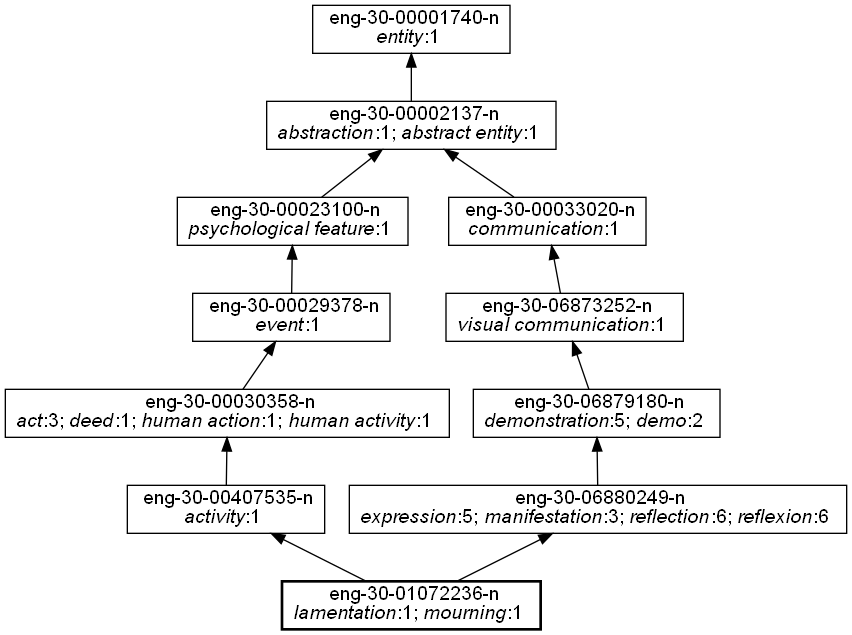 eng-30-00001740-n
entity:1
eng-30-00002137-n
abstraction:1; abstract entity:1
eng-30-00023100-n
psychological feature:1
eng-30-00033020-n
communication:1
eng-30-00029378-n
event:1
eng-30-06873252-n
visual communication:1
eng-30-00030358-n
act:3; deed:1; human action:1; human activity:1
eng-30-06879180-n
demonstration:5; demo:2
eng-30-00407535-n
activity:1
eng-30-06880249-n
expression:5; manifestation:3; reflection:6; reflexion:6
eng-30-01072236-n
lamentation:1; mourning:1